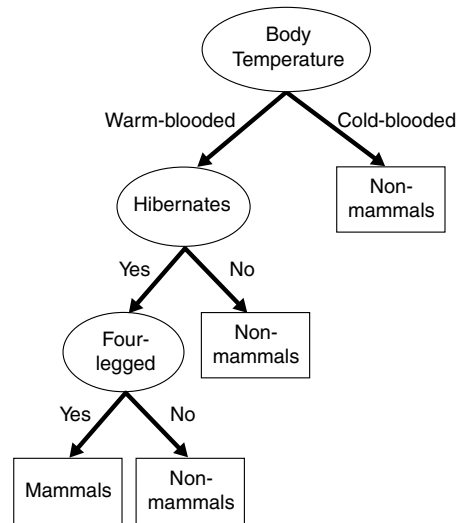 Body
Temperature
Warm-blooded
Cold-blooded
Hibernates
Non-
mammals
Yes
No
Four-
legged
Non-
mammals
Yes
No
Mammals
Non-
mammals